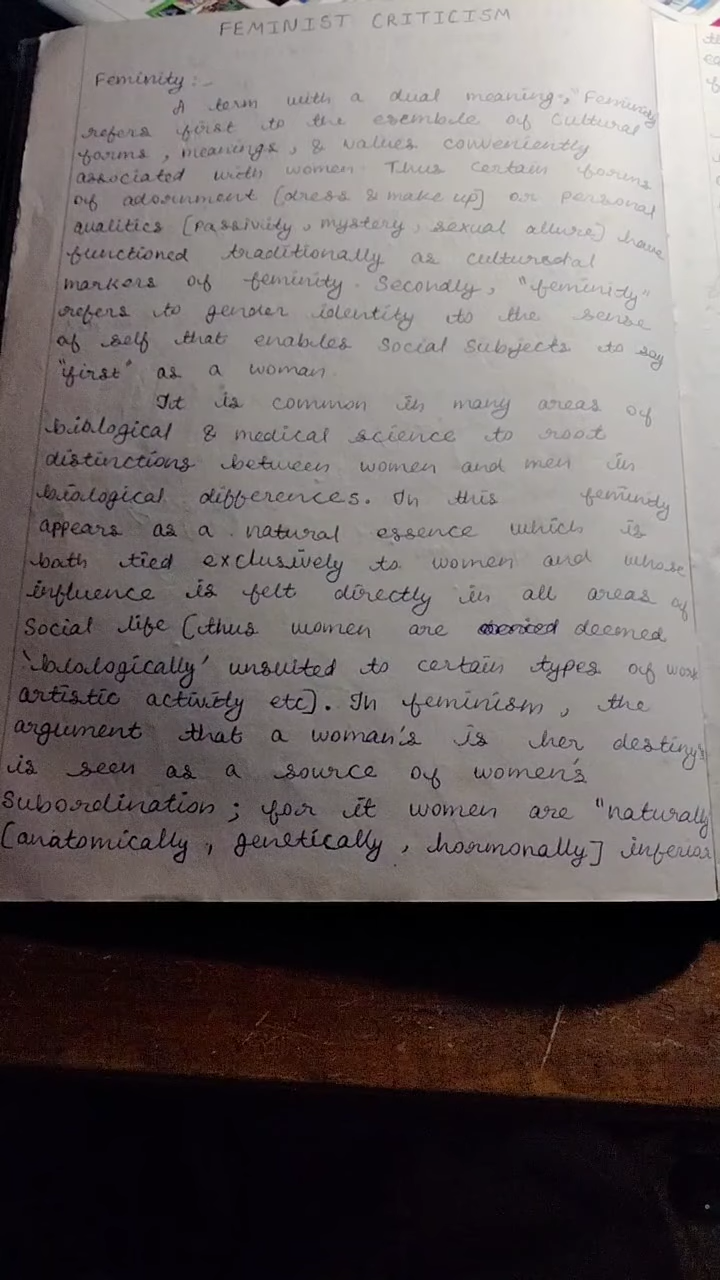 FEMINIST CRITICISM
Feminity :-
A term with a dual meaning, "Feminity
refers first to the esemble of Cultural
forms, meanings, & values conveniently
associated with women Thus certain forms
of adornment [dress & make up] or personal
qualities [Passivity, mystery, sexual allure] have
functioned traditionally as culturedal
markers of feminity. Secondly, "feminity"
refers to gender identity to the sense
of self that enables Social Subjects to say
"first" as a woman.
It is common in many areas of
biological & medical science to root
distinctions between women and men in
biological differences. In this feminity
appears as a natural essence which is
both tied exclusively to women and whose
influence is felt directly in all areas of
Social life [thus women are deemed
'biologically' unsuited to certain types of work
artistic activity etc]. In feminism, the
argument that a woman's is her destiny
is seen as a source of women's
Subordination; for it women are "naturally
[anatomically, genetically, hormonally] inferior